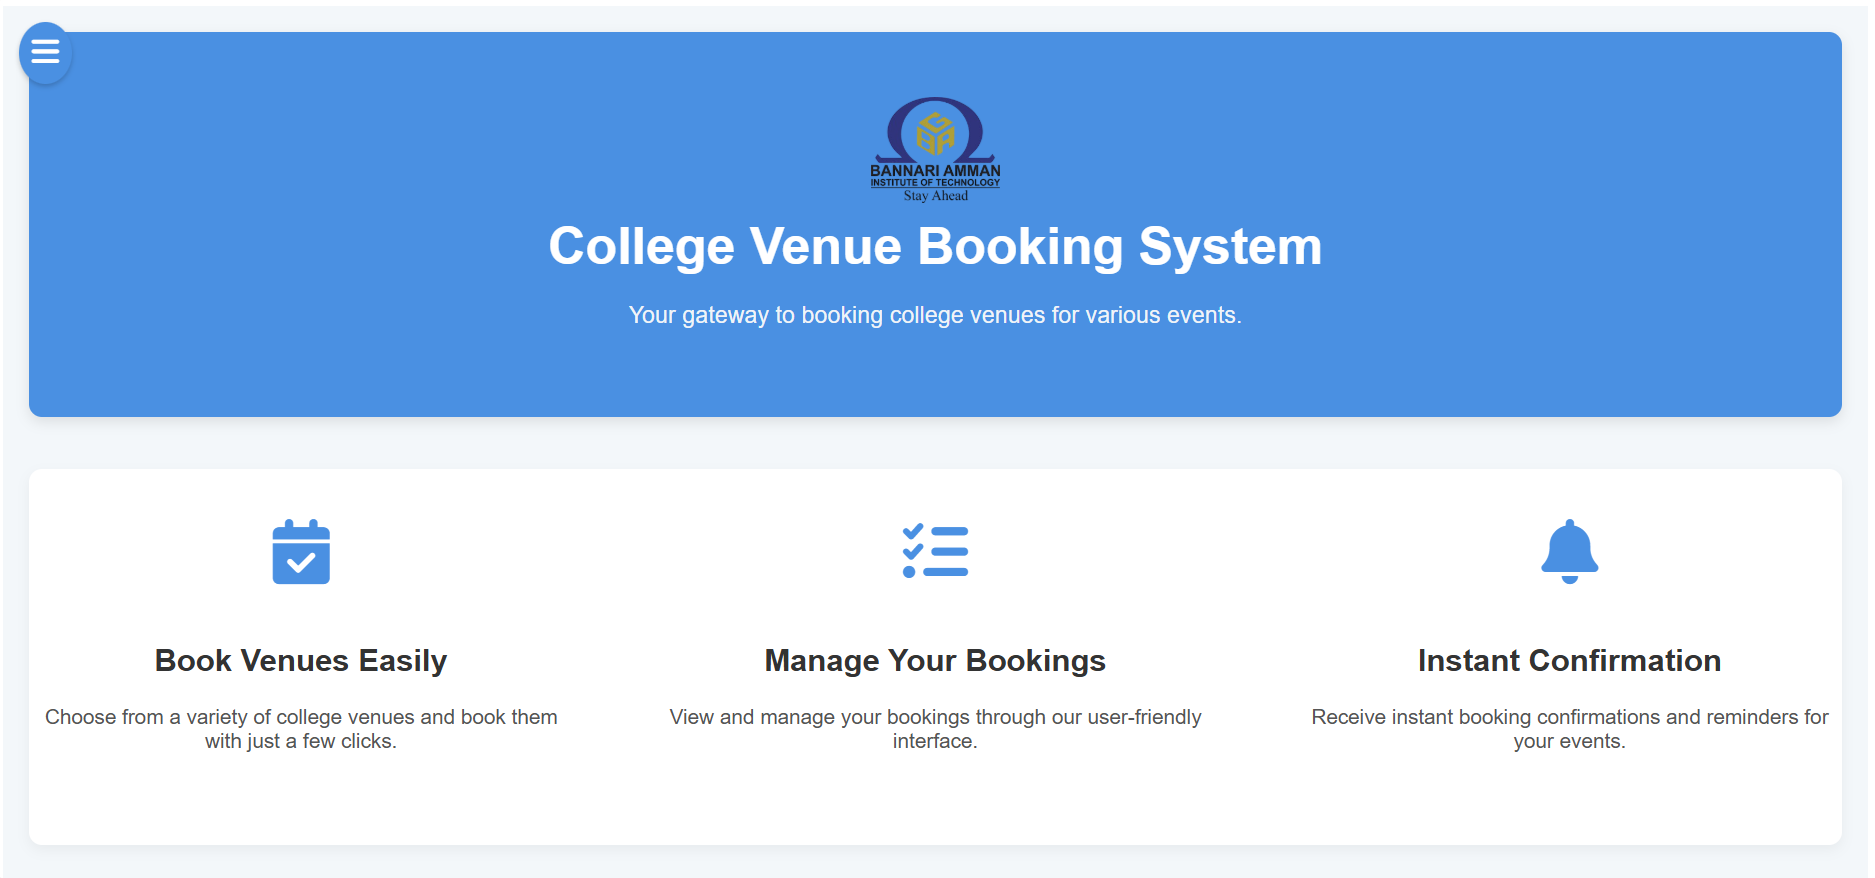 GBA
BANNARI AMMAN
INSTITUTE OF TECHNOLOGY
Stay Ahead
College Venue Booking System
Your gateway to booking college venues for various events.
Book Venues Easily
Choose from a variety of college venues and book them
with just a few clicks.
Manage Your Bookings
View and manage your bookings through our user-friendly
interface.
Instant Confirmation
Receive instant booking confirmations and reminders for
your events.